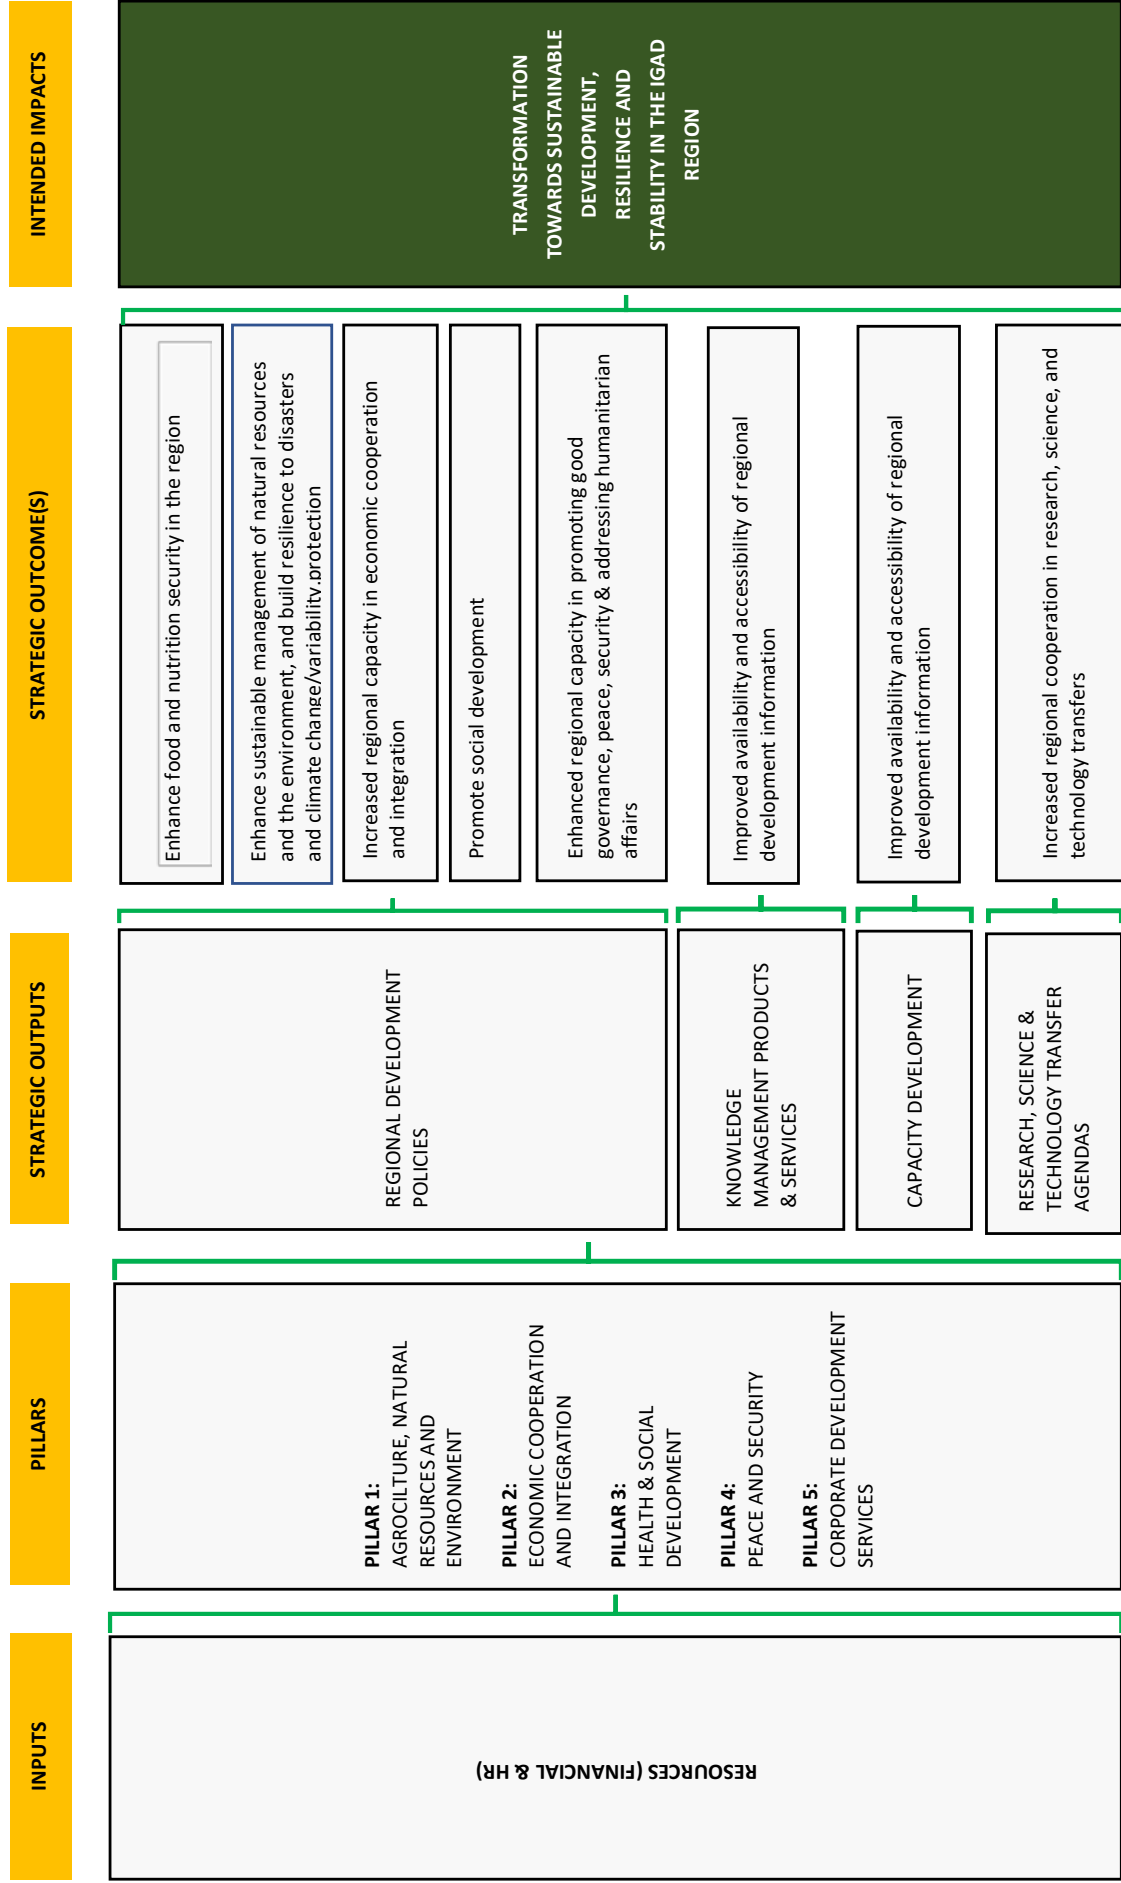 INPUTS
PILLARS
STRATEGIC OUTPUTS
STRATEGIC OUTCOME(S)
INTENDED IMPACTS
RESOURCES (FINANCIAL & HR)
PILLAR 1:
AGROCILTURE, NATURAL
RESOURCES AND
ENVIRONMENT
PILLAR 2:
ECONOMIC COOPERATION
AND INTEGRATION
PILLAR 3:
HEALTH & SOCIAL
DEVELOPMENT
PILLAR 4:
PEACE AND SECURITY
PILLAR 5:
CORPORATE DEVELOPMENT
SERVICES
REGIONAL DEVELOPMENT
POLICIES
KNOWLEDGE
MANAGEMENT PRODUCTS
& SERVICES
CAPACITY DEVELOPMENT
RESEARCH, SCIENCE &
TECHNOLOGY TRANSFER
AGENDAS
Enhance food and nutrition security in the region
Enhance sustainable management of natural resources
and the environment, and build resilience to disasters
and climate change/variability.protection
Increased regional capacity in economic cooperation
and integration
Promote social development
Enhanced regional capacity in promoting good
governance, peace, security & addressing humanitarian
affairs
Improved availability and accessibility of regional
development information
Improved availability and accessibility of regional
development information
Increased regional cooperation in research, science, and
technology transfers
TRANSFORMATION
TOWARDS SUSTAINABLE
DEVELOPMENT,
RESILIENCE AND
STABILITY IN THE IGAD
REGION